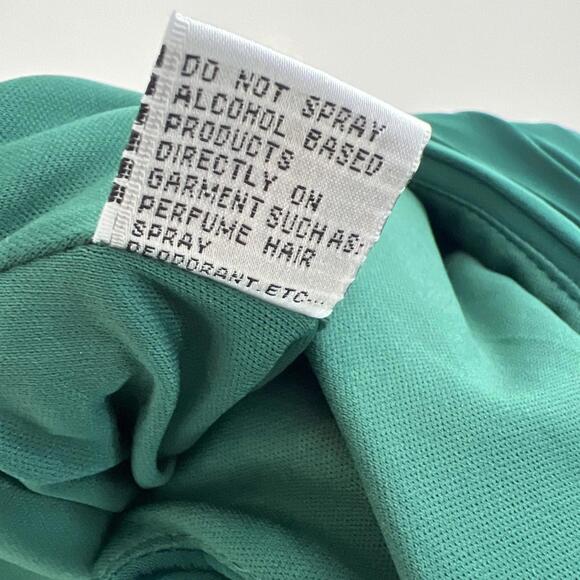 DO NOT SPRAY
ALCOHOL BASED
PRODUCTS
DIRECTLY ON
GARMENT SUCH AS:
PERFUME HAIR
SPRAY
DEODORANT.ETC...